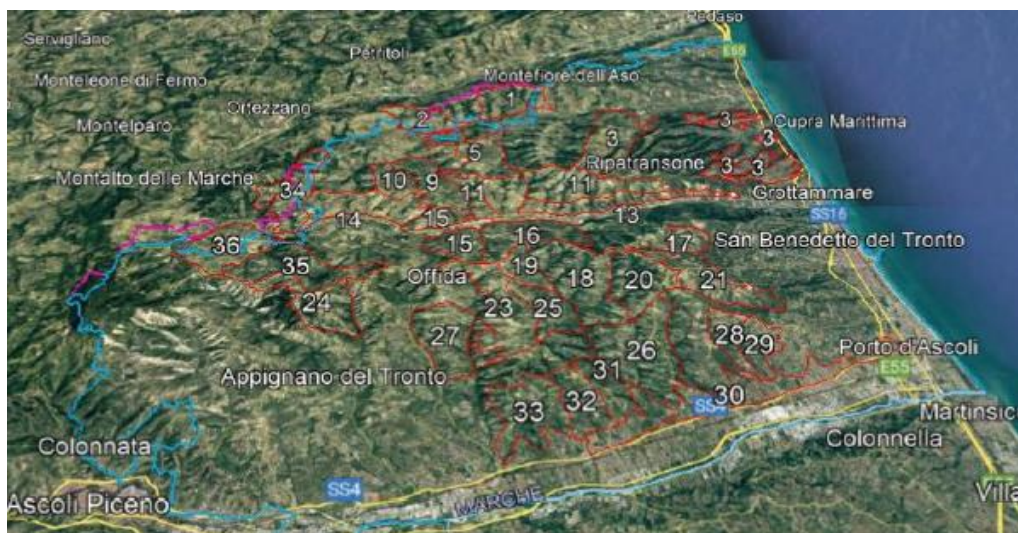 Pedaso
Servigliano
E55
Petritoli
Monteleone di Fermo
Montefiore dell'Aso
Ortezzano
1
2
Montelparo
3
Cupra Marittima
3
3
5
Ripatransone
3
3
Montalto delle Marche
34
10
9
11
11
Grottammare
14
15
13
SS16
36
15
16
17
San Benedetto del Tronto
35
Offida
19
18
20
21
24
23
25
27
28
29
26
Porto d'Ascoli
31
E55
Appignano del Tronto
33
32
30
SS4
Martinsic
Colonnata
Colonnella
SS4
MARCHE
Ascoli Piceno
Villa